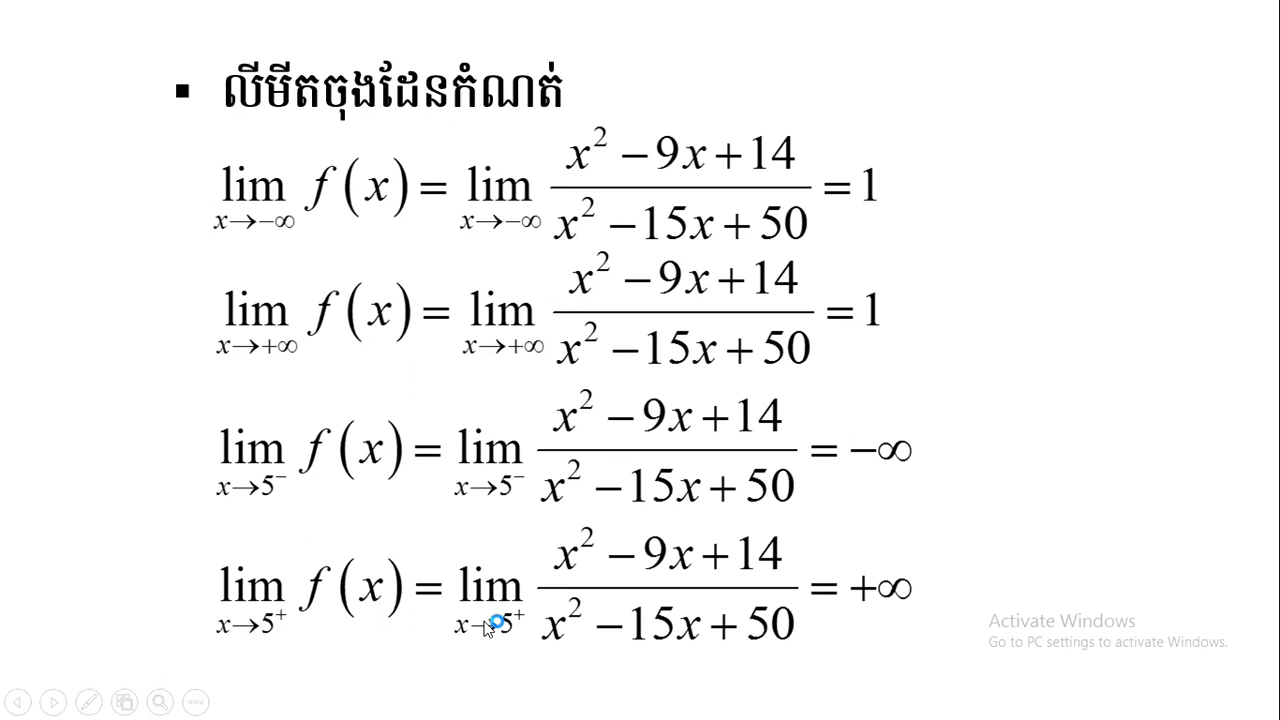 ▪ លីមីតចុងដែនកំណត់
lim_{x→−∞} f(x) = lim_{x→−∞} (x² − 9x + 14)/(x² − 15x + 50) = 1
lim_{x→+∞} f(x) = lim_{x→+∞} (x² − 9x + 14)/(x² − 15x + 50) = 1
lim_{x→5⁻} f(x) = lim_{x→5⁻} (x² − 9x + 14)/(x² − 15x + 50) = −∞
lim_{x→5⁺} f(x) = lim_{x→5⁺} (x² − 9x + 14)/(x² − 15x + 50) = +∞
Activate Windows
Go to PC settings to activate Windows.